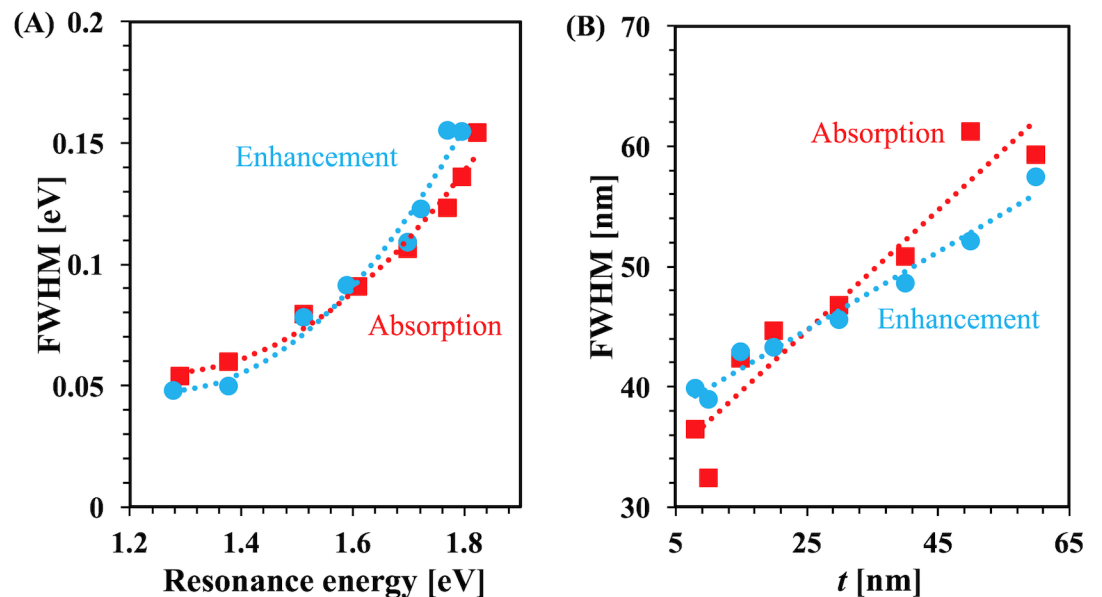 (A)
FWHM [eV]
0.2
0.15
0.1
0.05
0
Enhancement
Absorption
1.2
1.4
1.6
1.8
Resonance energy [eV]
(B)
FWHM [nm]
70
60
50
40
30
Absorption
Enhancement
5
25
45
65
t [nm]